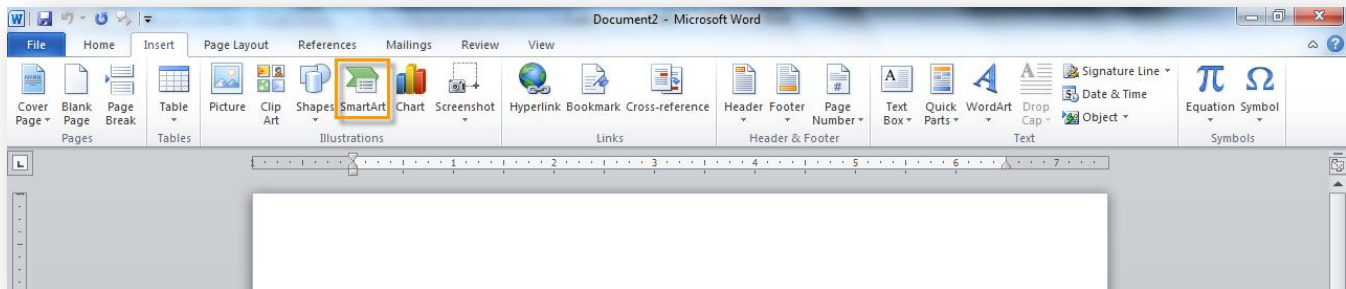 W Document2 - Microsoft Word
File Home Insert Page Layout References Mailings Review View
Cover Page Blank Page Page Break Table Picture Clip Art Shapes SmartArt Chart Screenshot Hyperlink Bookmark Cross-reference Header Footer Page Number # A Text Box Quick Parts A WordArt A Drop Cap Signature Line π Equation Ω Symbol
5 Date & Time
Object
Pages Tables Illustrations Links Header & Footer Text Symbols
L 1 2 3 4 5 6 7